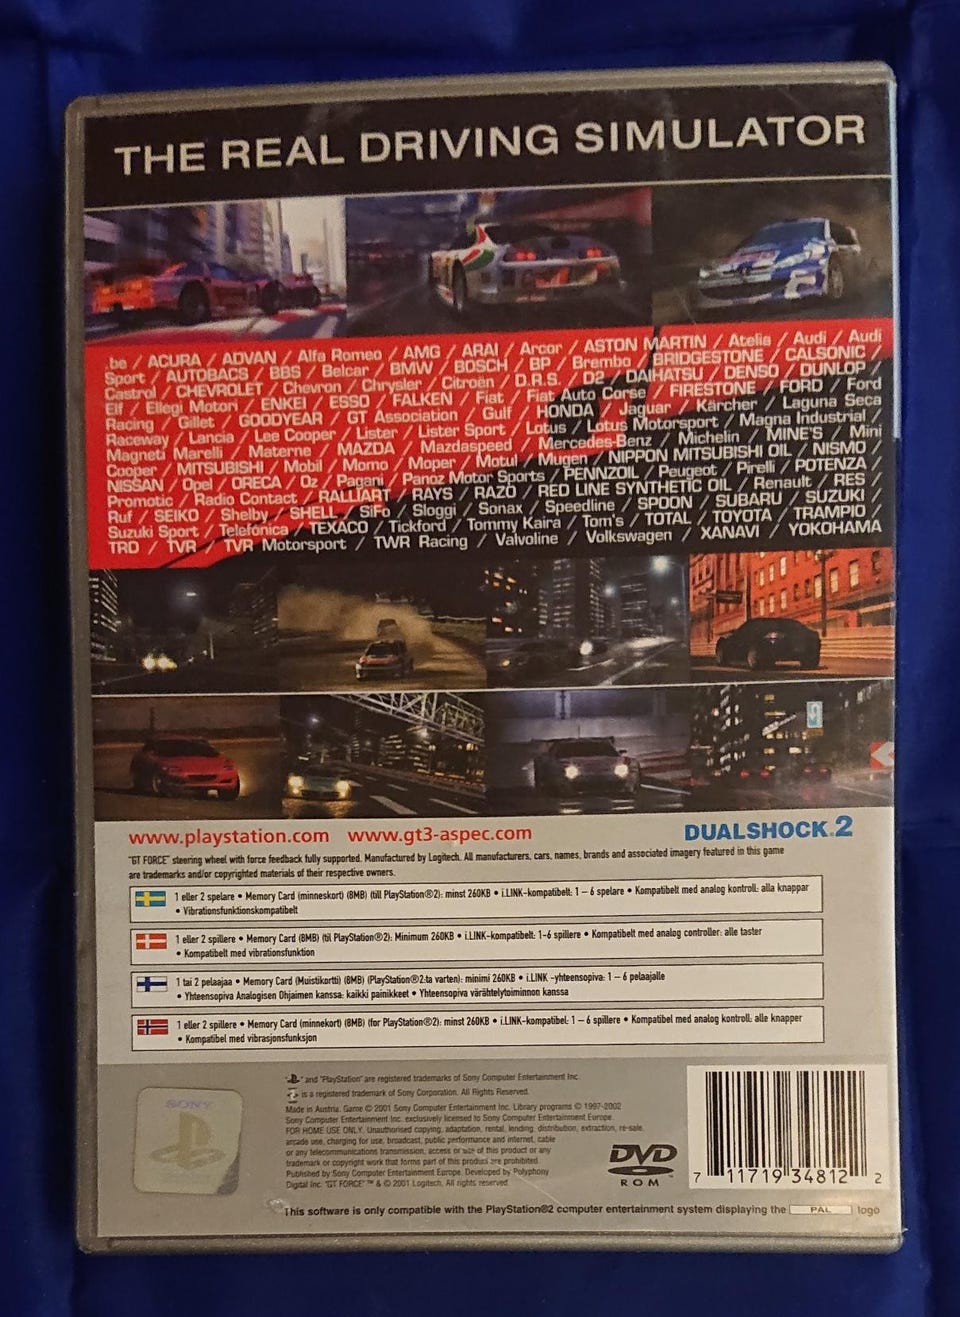 THE REAL DRIVING SIMULATOR
.be / ACURA / ADVAN / Alfa Romeo / AMG / ARAI / Arcor / ASTON MARTIN / Atelia / Audi / Audi
Sport / AUTOBACS / BBS / Belcar / BMW / BOSCH / BP / Brembo / BRIDGESTONE / CALSONIC /
Castrol / CHEVROLET / Chevron / Chrysler / Citroën / D.R.S. / D2 / DAIHATSU / DENSO / DUNLOP /
Elf / Ellegi Motori / ENKEI / ESSO / FALKEN / Fiat / Fiat Auto Corse / FIRESTONE / FORD / Ford
Racing / Gillet / GOODYEAR / GT Association / Gulf / HONDA / Jaguar / Kärcher / Laguna Seca
Raceway / Lancia / Lee Cooper / Lister / Lister Sport / Lotus / Lotus Motorsport / Magna Industrial /
Magneti Marelli / Materne / MAZDA / Mazdaspeed / Mercedes-Benz / Michelin / MINE'S / Mini
Cooper / MITSUBISHI / Mobil / Momo / Moper / Motul / Mugen / NIPPON MITSUBISHI OIL / NISMO /
NISSAN / Opel / ORECA / Oz / Pagani / Panoz Motor Sports / PENNZOIL / Peugeot / Pirelli / POTENZA /
Promotic / Radio Contact / RALLIART / RAYS / RAZO / RED LINE SYNTHETIC OIL / Renault / RES /
Ruf / SEIKO / Shelby / SHELL / SiFo / Sloggi / Sonax / Speedline / SPOON / SUBARU / SUZUKI /
Suzuki Sport / Telefónica / TEXACO / Tickford / Tommy Kaira / Tom's / TOTAL / TOYOTA / TRAMPIO /
TRD / TVR / TVR Motorsport / TWR Racing / Valvoline / Volkswagen / XANAVI / YOKOHAMA
www.playstation.com www.gt3-aspec.com DUALSHOCK 2
"GT FORCE" steering wheel with force feedback fully supported. Manufactured by Logitech. All manufacturers, cars, names, brands and associated imagery featured in this game
are trademarks and/or copyrighted materials of their respective owners.
1 eller 2 spelare • Memory Card (minneskort) (8MB) (till PlayStation®2): minst 260KB • i.LINK-kompatibelt: 1 – 6 spelare • Kompatibelt med analog kontroll: alla knappar
• Vibrationsfunktionskompatibelt
1 eller 2 spillere • Memory Card (8MB) (til PlayStation®2): Minimum 260KB • i.LINK-kompatibelt: 1-6 spillere • Kompatibelt med analog controller: alle taster
• Kompatibelt med vibrationsfunktion
1 tai 2 pelaajaa • Memory Card (Muistikortti) (8MB) (PlayStation®2:ta varten): minimi 260KB • i.LINK -yhteensopiva: 1 – 6 pelaajalle
• Yhteensopiva Analogisen Ohjaimen kanssa: kaikki painikkeet • Yhteensopiva värähtelytoiminnon kanssa
1 eller 2 spillere • Memory Card (minnekort) (8MB) (for PlayStation®2): minst 260KB • i.LINK-kompatibel: 1 – 6 spillere • Kompatibel med analog kontroll: alle knapper
• Kompatibel med vibrasjonsfunksjon
SONY
" " and "PlayStation" are registered trademarks of Sony Computer Entertainment Inc.
is a registered trademark of Sony Corporation. All Rights Reserved.
Made in Austria. Game © 2001 Sony Computer Entertainment Inc. Library programs © 1997-2002
Sony Computer Entertainment Inc. exclusively licensed to Sony Computer Entertainment Europe.
FOR HOME USE ONLY. Unauthorised copying, adaptation, rental, lending, distribution, extraction, re-sale,
arcade use, charging for use, broadcast, public performance and internet, cable
or any telecommunications transmission, access or use of this product or any
trademark or copyright work that forms part of this product are prohibited.
Published by Sony Computer Entertainment Europe. Developed by Polyphony
Digital Inc. "GT FORCE"™ & © 2001 Logitech. All rights reserved.
DVD
ROM
7 11719 34812 2
This software is only compatible with the PlayStation®2 computer entertainment system displaying the PAL logo